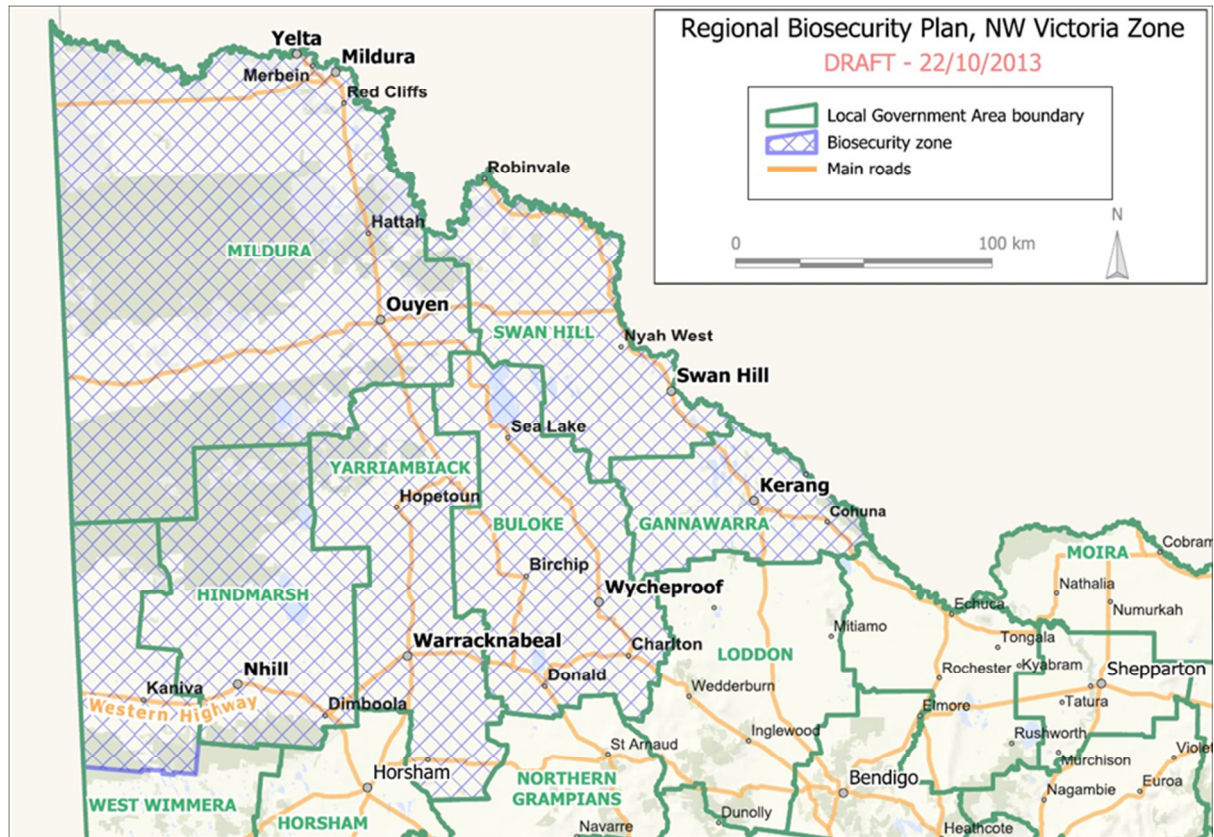 Regional Biosecurity Plan, NW Victoria Zone
DRAFT - 22/10/2013
Local Government Area boundary
Biosecurity zone
Main roads
0
100 km
N
Yelta
Mildura
Merbein
Red Cliffs
Robinvale
Hattah
MILDURA
Ouyen
SWAN HILL
Nyah West
Swan Hill
Sea Lake
YARRIAMBIACK
Hopetoun
Kerang
BULOKE
GANNAWARRA
Cohuna
Cobram
MOIRA
Birchip
Nathalia
HINDMARSH
Wycheproof
Numurkah
Echuca
Mitiamo
Tongala
Warracknabeal
Charlton
LODDON
Rochester
Kyabram
Shepparton
Nhill
Donald
Kaniva
Wedderburn
Tatura
Western Highway
Dimboola
Elmore
Inglewood
Rushworth
St Arnaud
Murchison
Violet
Horsham
NORTHERN
GRAMPIANS
Bendigo
Euroa
Nagambie
WEST WIMMERA
HORSHAM
Dunolly
Navarre
Heathcote